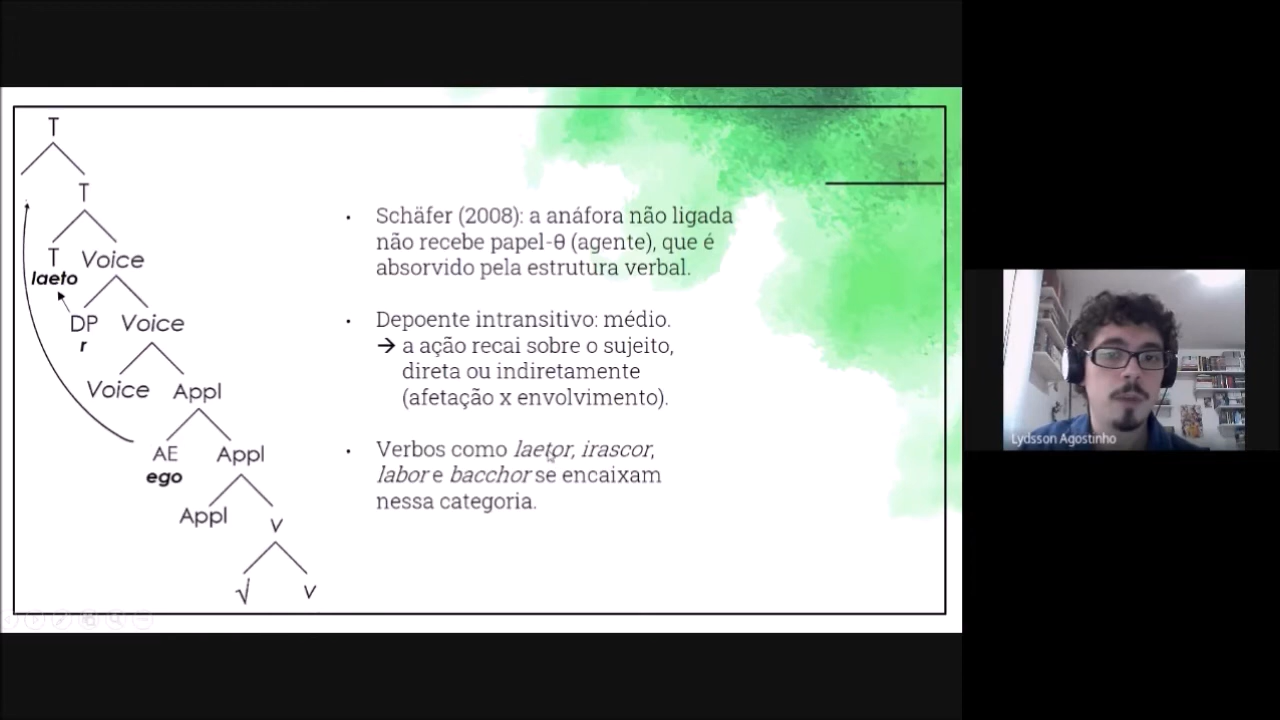 T
T
T Voice
laeto
DP Voice
r
Voice Appl
AE Appl
ego
Appl v
√ v
• Schäfer (2008): a anáfora não ligada
não recebe papel-θ (agente), que é
absorvido pela estrutura verbal.
• Depoente intransitivo: médio.
→ a ação recai sobre o sujeito,
direta ou indiretamente
(afetação x envolvimento).
• Verbos como laetor, irascor,
labor e bacchor se encaixam
nessa categoria.
Lydsson Agostinho